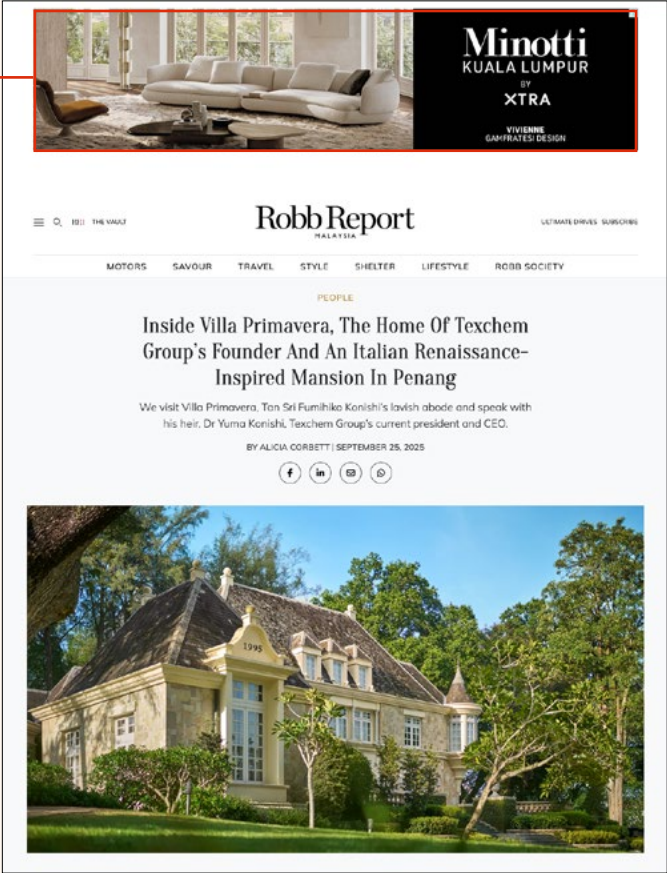 Minotti
KUALA LUMPUR
BY
XTRA
VIVIENNE
GAMFRATESI DESIGN
THE VAULT
Robb Report
MALAYSIA
ULTIMATE DRIVES SUBSCRIBE
MOTORS SAVOUR TRAVEL STYLE SHELTER LIFESTYLE ROBB SOCIETY
PEOPLE
Inside Villa Primavera, The Home Of Texchem
Group's Founder And An Italian Renaissance-
Inspired Mansion In Penang
We visit Villa Primavera, Tan Sri Fumihiko Konishi's lavish abode and speak with
his heir, Dr Yuma Konishi, Texchem Group's current president and CEO.
BY ALICIA CORBETT | SEPTEMBER 25, 2025
f in
1995